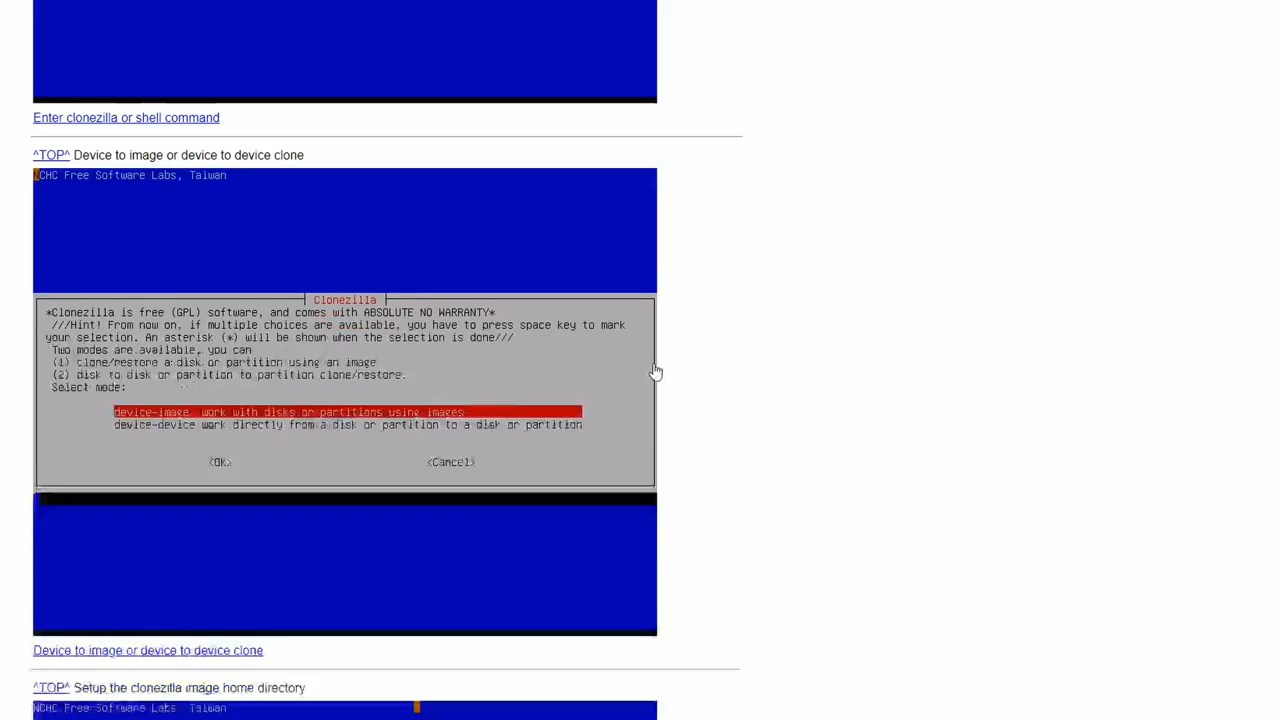 Enter clonezilla or shell command
^TOP^ Device to image or device to device clone
NCHC Free Software Labs, Taiwan
Clonezilla
*Clonezilla is free (GPL) software, and comes with ABSOLUTE NO WARRANTY*
///Hint! From now on, if multiple choices are available, you have to press space key to mark
your selection. An asterisk (*) will be shown when the selection is done///
Two modes are available, you can
(1) clone/restore a disk or partition using an image
(2) disk to disk or partition to partition clone/restore.
Select mode:
device-image work with disks or partitions using images
device-device work directly from a disk or partition to a disk or partition
<Ok> <Cancel>
Device to image or device to device clone
^TOP^ Setup the clonezilla image home directory
NCHC Free Software Labs Taiwan